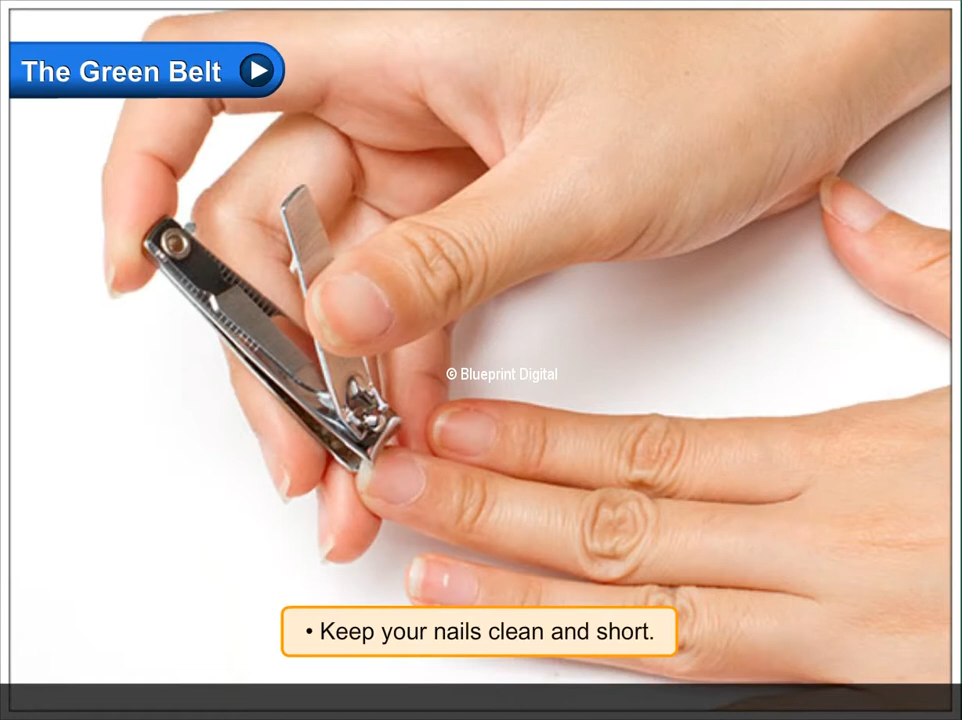 The Green Belt
© Blueprint Digital
• Keep your nails clean and short.